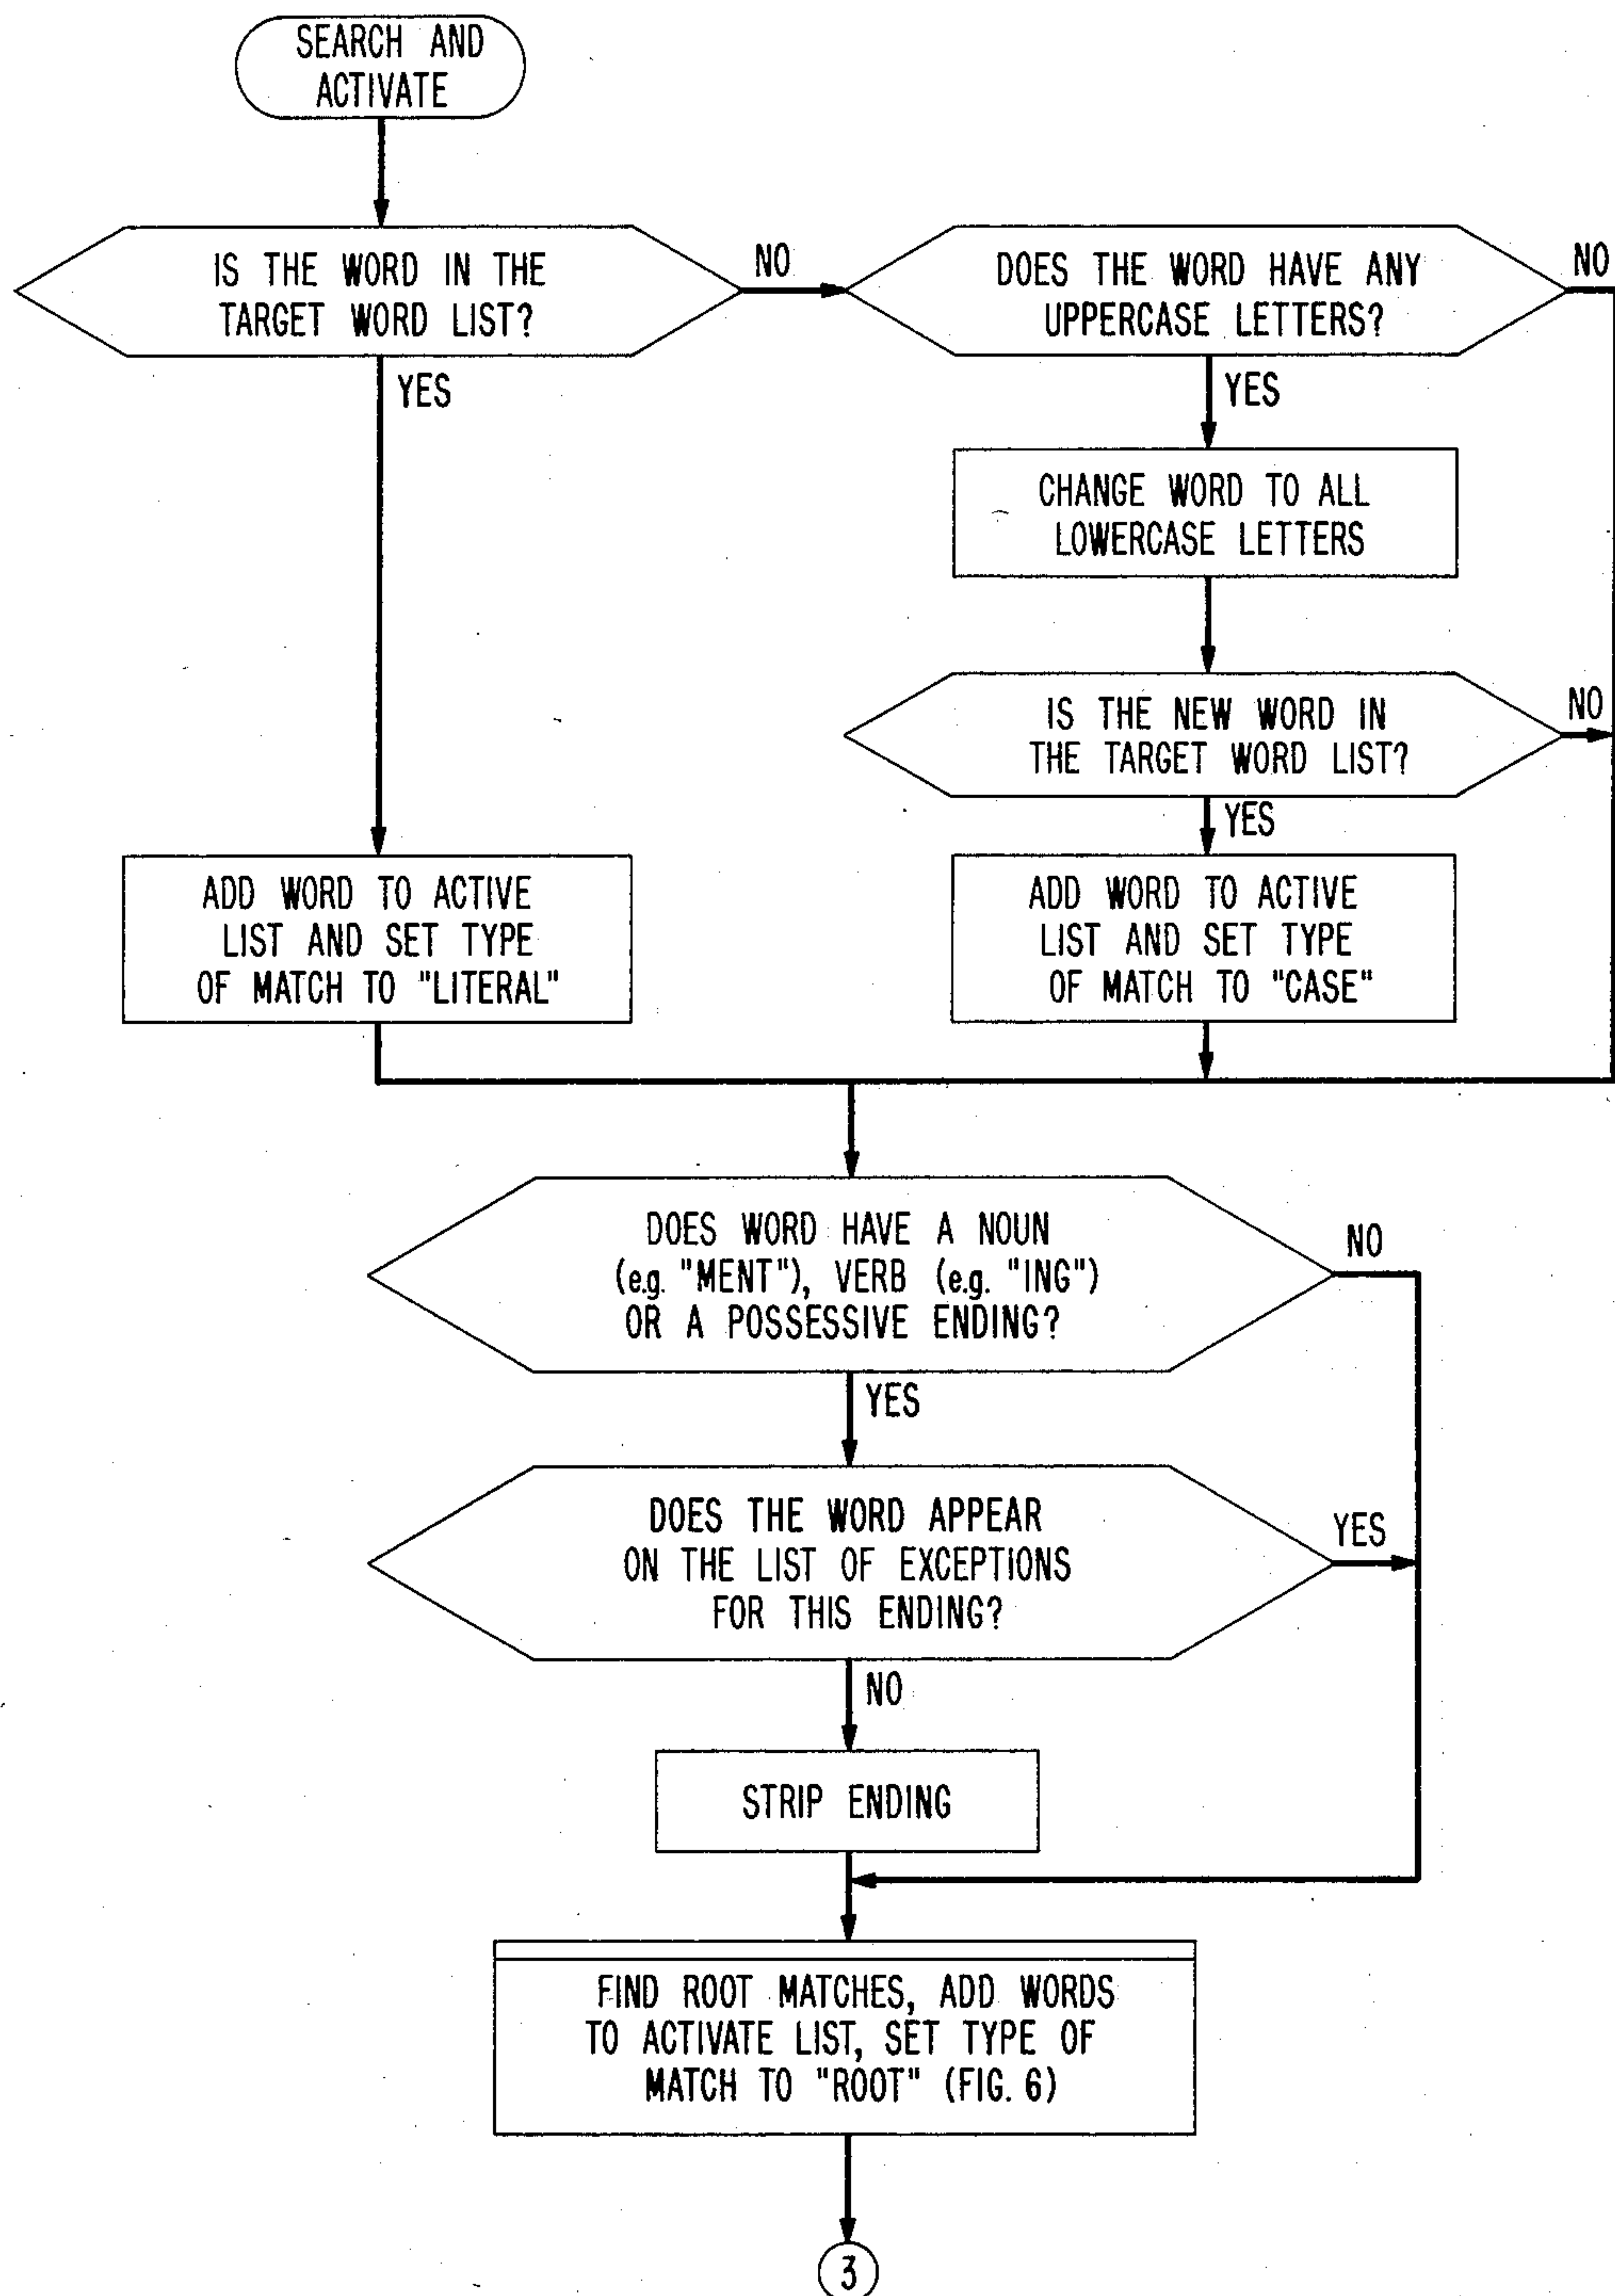 SEARCH AND
ACTIVATE
IS THE WORD IN THE
TARGET WORD LIST?
NO
DOES THE WORD HAVE ANY
UPPERCASE LETTERS?
NO
YES
YES
CHANGE WORD TO ALL
LOWERCASE LETTERS
IS THE NEW WORD IN
THE TARGET WORD LIST?
NO
YES
ADD WORD TO ACTIVE
LIST AND SET TYPE
OF MATCH TO "LITERAL"
ADD WORD TO ACTIVE
LIST AND SET TYPE
OF MATCH TO "CASE"
DOES WORD HAVE A NOUN
(e.g. "MENT"), VERB (e.g. "ING")
OR A POSSESSIVE ENDING?
NO
YES
DOES THE WORD APPEAR
ON THE LIST OF EXCEPTIONS
FOR THIS ENDING?
YES
NO
STRIP ENDING
FIND ROOT MATCHES, ADD WORDS
TO ACTIVATE LIST, SET TYPE OF
MATCH TO "ROOT" (FIG. 6)
3